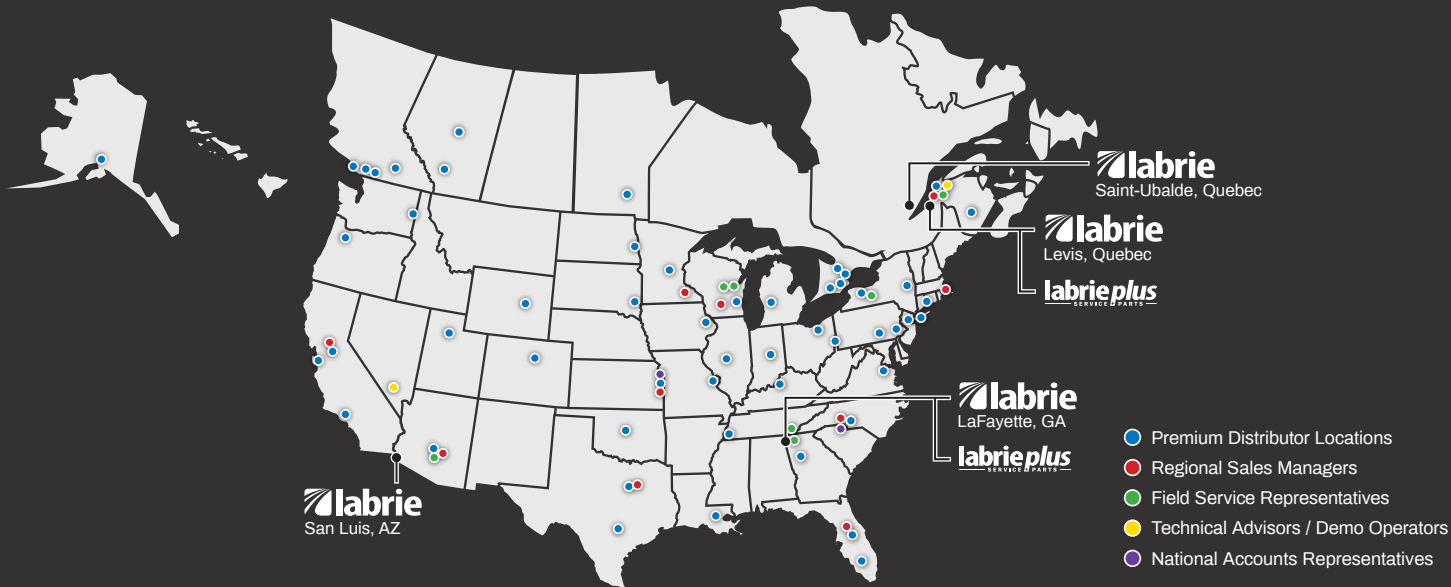 labrie
Saint-Ubalde, Quebec
labrie
Levis, Quebec
labrieplus
SERVICE & PARTS
labrie
LaFayette, GA
labrieplus
SERVICE & PARTS
labrie
San Luis, AZ
Premium Distributor Locations
Regional Sales Managers
Field Service Representatives
Technical Advisors / Demo Operators
National Accounts Representatives